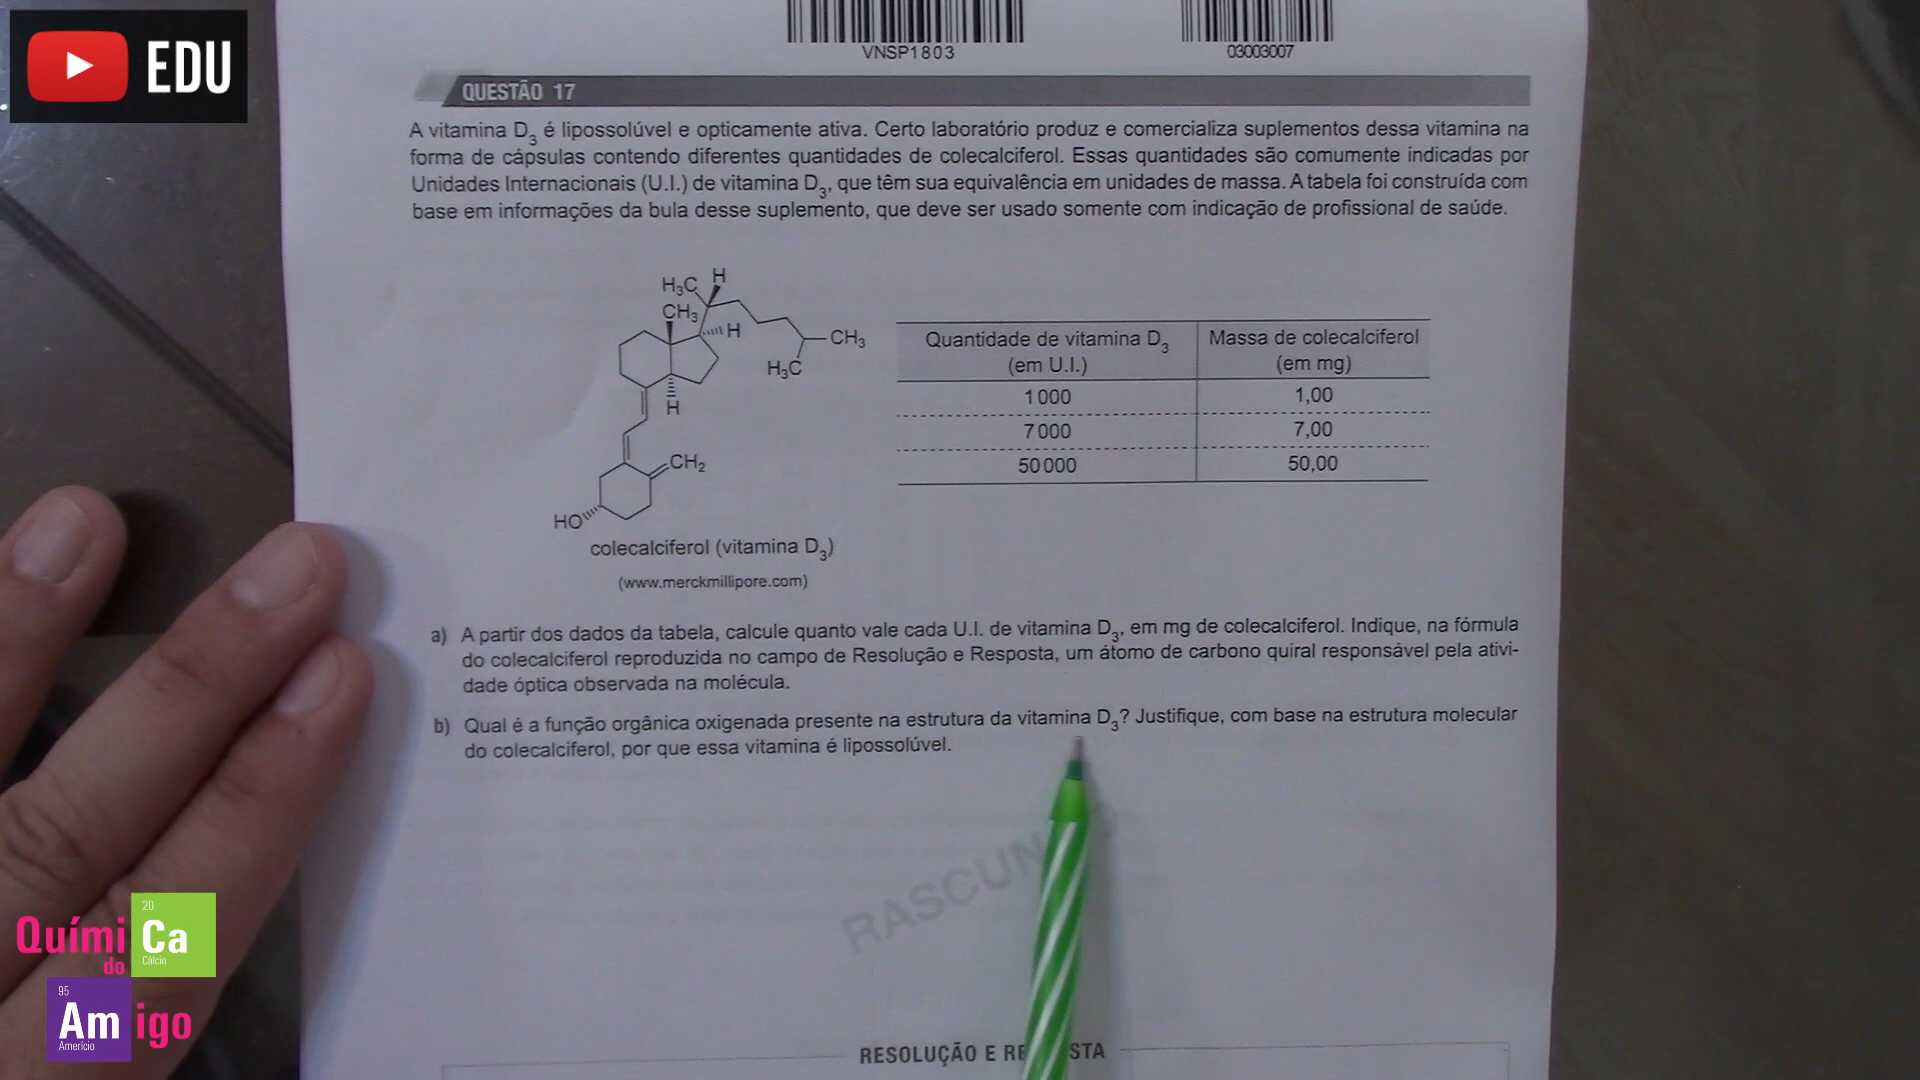 EDU
VNSP1803
03003007
QUESTÃO 17
A vitamina D3 é lipossolúvel e opticamente ativa. Certo laboratório produz e comercializa suplementos dessa vitamina na
forma de cápsulas contendo diferentes quantidades de colecalciferol. Essas quantidades são comumente indicadas por
Unidades Internacionais (U.I.) de vitamina D3, que têm sua equivalência em unidades de massa. A tabela foi construída com
base em informações da bula desse suplemento, que deve ser usado somente com indicação de profissional de saúde.
H3C H
CH3
H
CH3
H3C
H
CH2
HO
colecalciferol (vitamina D3)
(www.merckmillipore.com)
Quantidade de vitamina D3 Massa de colecalciferol
(em U.I.) (em mg)
1 000 1,00
7 000 7,00
50 000 50,00
a) A partir dos dados da tabela, calcule quanto vale cada U.I. de vitamina D3, em mg de colecalciferol. Indique, na fórmula
do colecalciferol reproduzida no campo de Resolução e Resposta, um átomo de carbono quiral responsável pela ativi-
dade óptica observada na molécula.
b) Qual é a função orgânica oxigenada presente na estrutura da vitamina D3? Justifique, com base na estrutura molecular
do colecalciferol, por que essa vitamina é lipossolúvel.
RASCUN
RESOLUÇÃO E RE STA
20
Quími Ca
do Cálcio
95
Am igo
Amerício